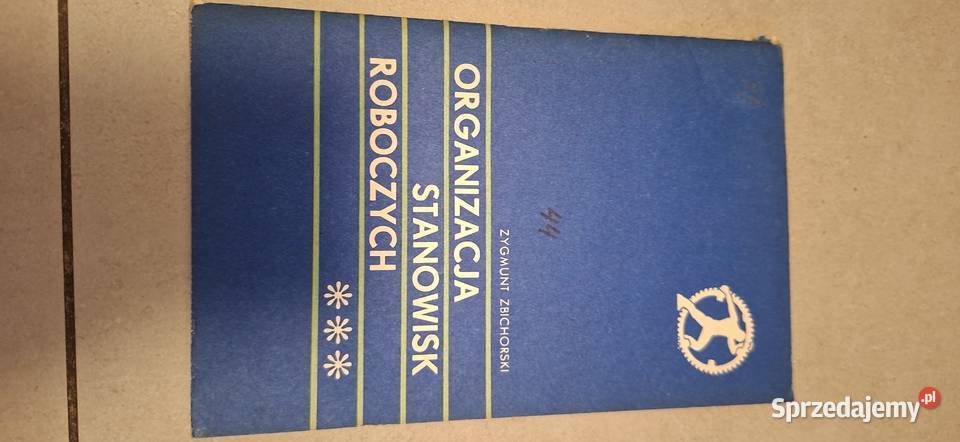 ZYGMUNT ZBICHORSKI
ORGANIZACJA
STANOWISK
ROBOCZYCH
***
44
Sprzedajemy.pl